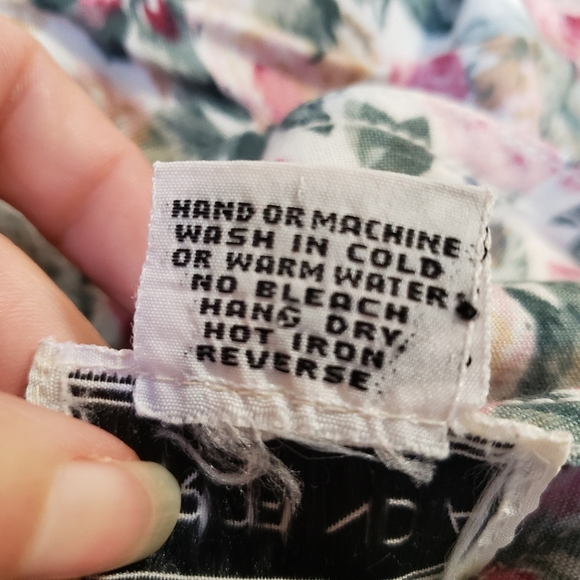 HAND OR MACHINE
WASH IN COLD
OR WARM WATER
NO BLEACH
HANG DRY
HOT IRON
REVERSE